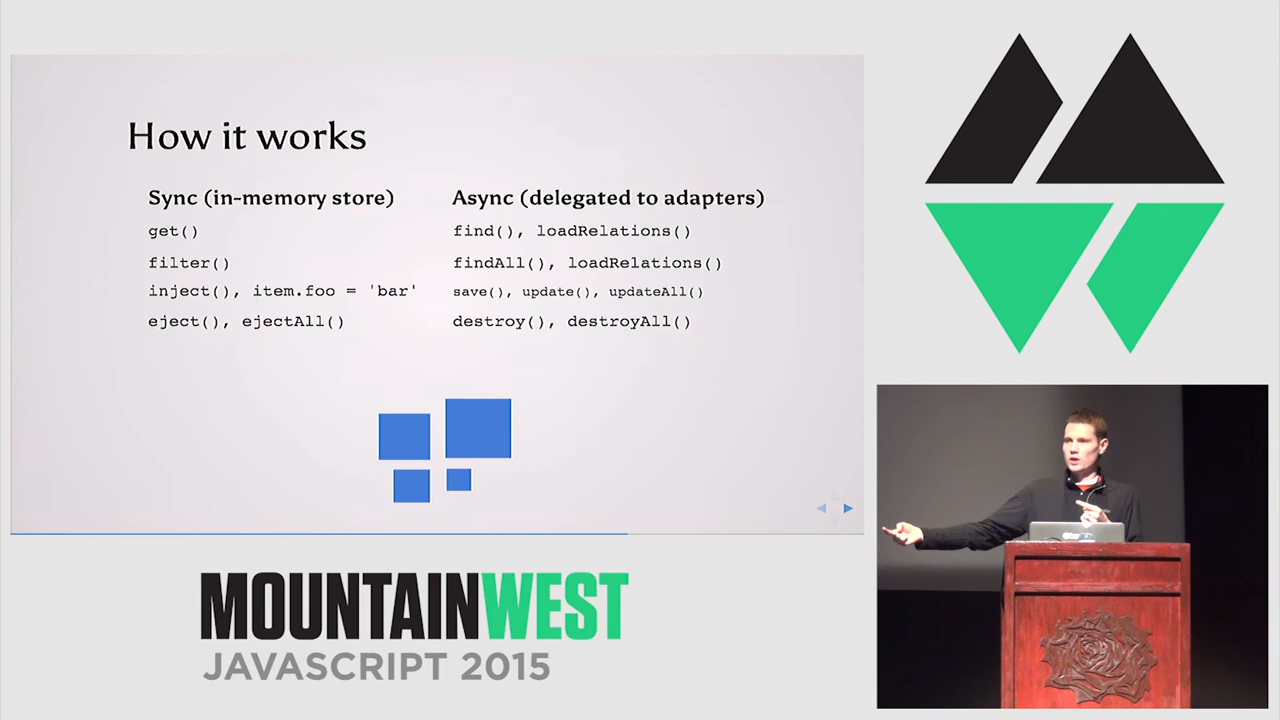 How it works
Sync (in-memory store)
get()
filter()
inject(), item.foo = 'bar'
eject(), ejectAll()
Async (delegated to adapters)
find(), loadRelations()
findAll(), loadRelations()
save(), update(), updateAll()
destroy(), destroyAll()
MOUNTAINWEST
JAVASCRIPT 2015